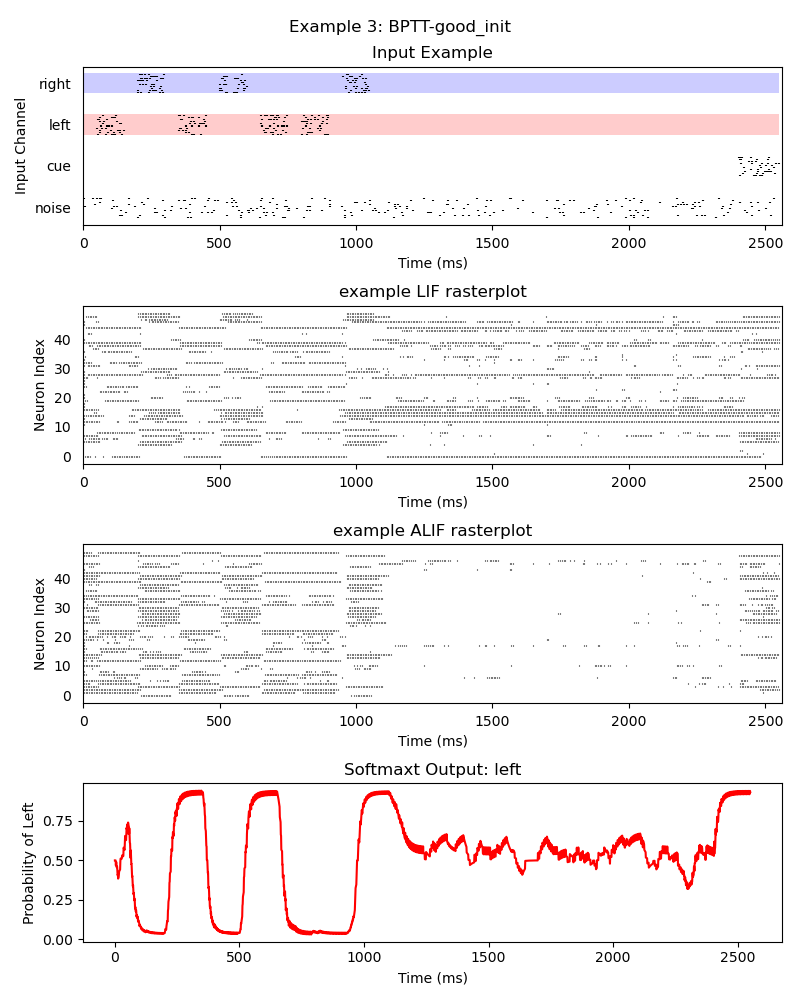 Example 3: BPTT-good_init
Input Example
Input Channel
right
left
cue
noise
0 500 1000 1500 2000 2500
Time (ms)
example LIF rasterplot
Neuron Index
40
30
20
10
0
0 500 1000 1500 2000 2500
Time (ms)
example ALIF rasterplot
Neuron Index
40
30
20
10
0
0 500 1000 1500 2000 2500
Time (ms)
Softmaxt Output: left
Probability of Left
0.75
0.50
0.25
0.00
0 500 1000 1500 2000 2500
Time (ms)